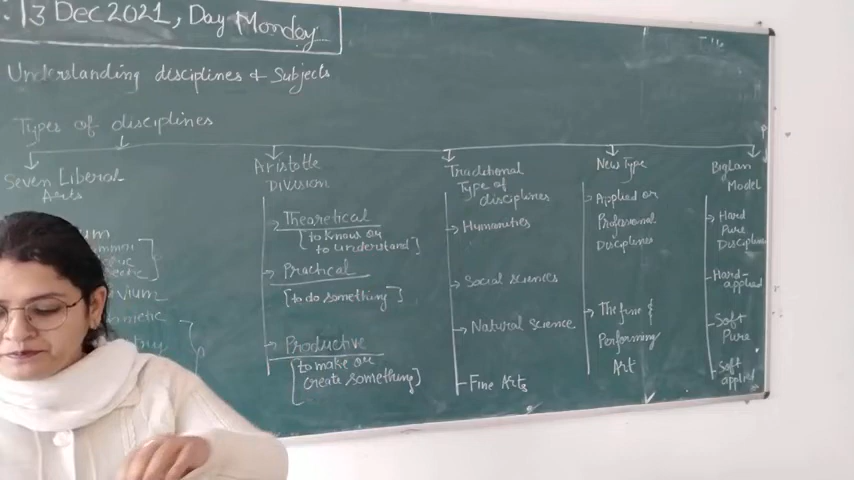 : 13 Dec 2021, Day Monday
Understanding disciplines & Subjects
Types of disciplines
Seven Liberal
Arts
Aristotle
Division
Theoretical
[to know or
to understand]
Practical
[to do something]
Productive
[to make or
create something]
Traditional
Type of
disciplines
Humanities
Social sciences
Natural Science
Fine Arts
New Type
Applied or
Professional
Disciplines
The fine &
Performing
Art
Biglan
Model
Hard
Pure
Disciplines
Hard-
applied
Soft
Pure
Soft
applied